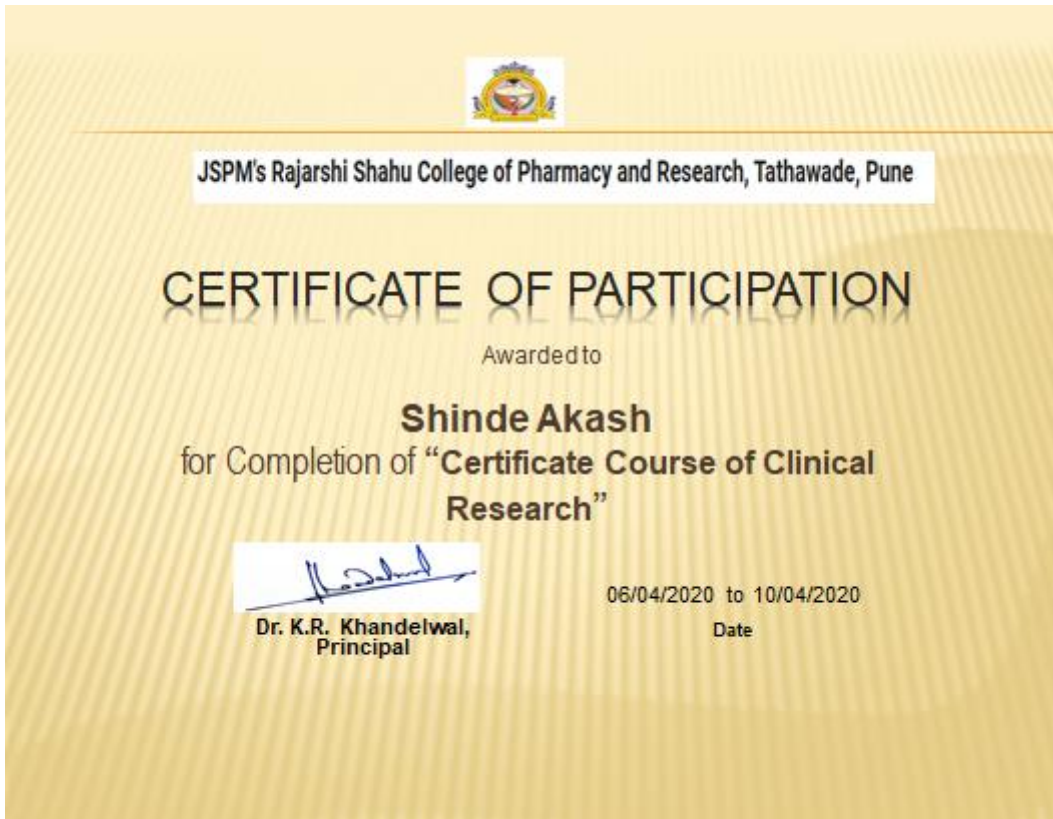 JSPM's Rajarshi Shahu College of Pharmacy and Research, Tathawade, Pune
CERTIFICATE OF PARTICIPATION
Awarded to
Shinde Akash
for Completion of “Certificate Course of Clinical
Research”
Dr. K.R. Khandelwal,
Principal
06/04/2020 to 10/04/2020
Date